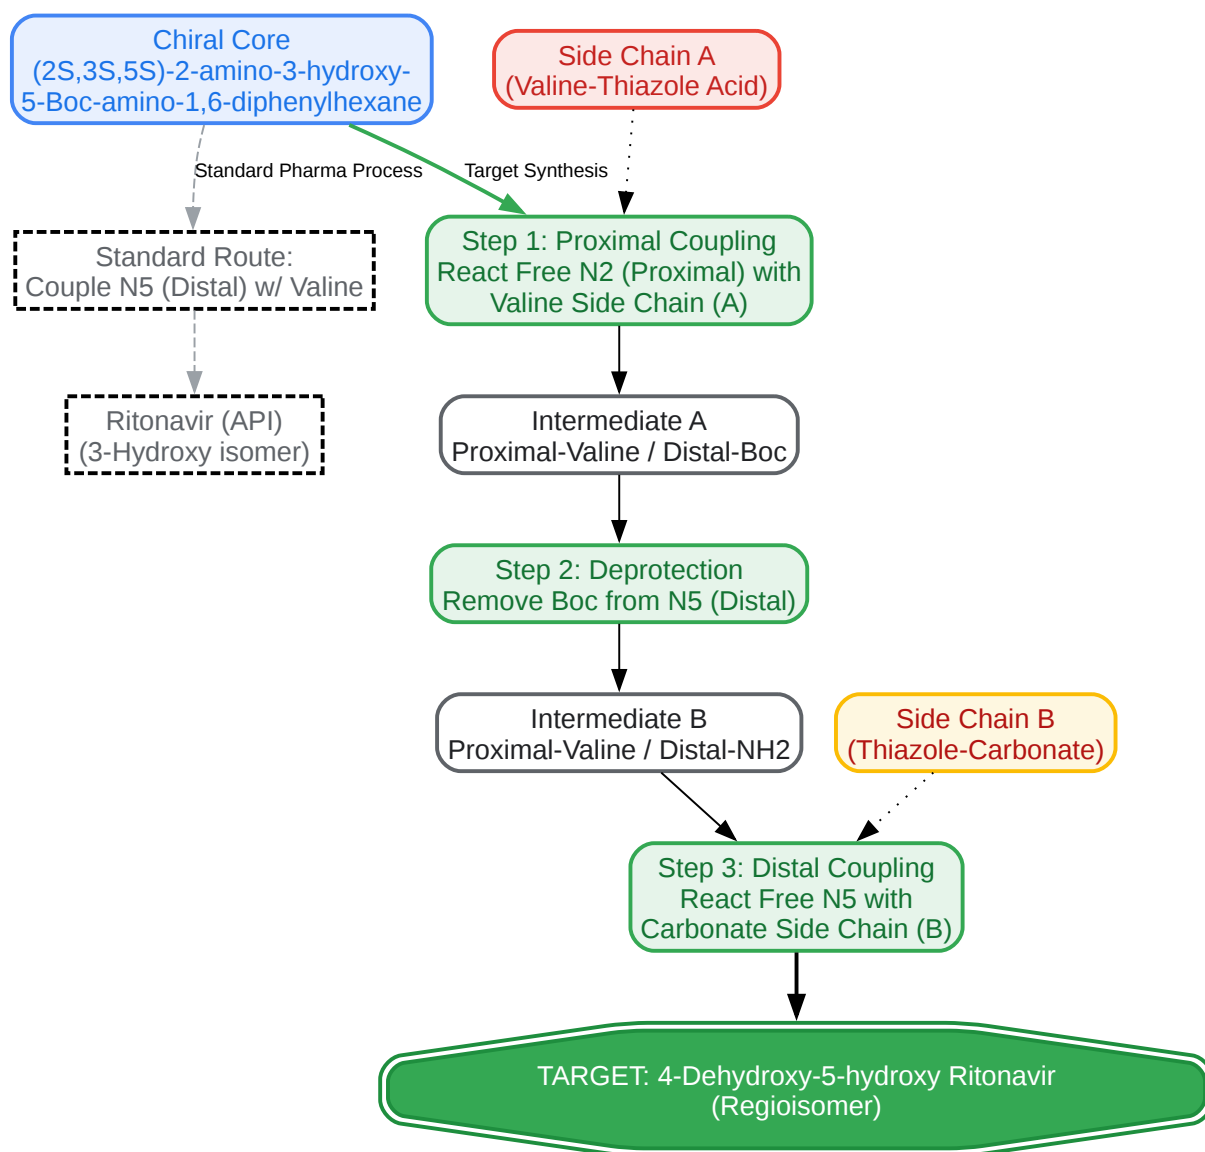 Chiral Core
(2S,3S,5S)-2-amino-3-hydroxy-
5-Boc-amino-1,6-diphenylhexane
Side Chain A
(Valine-Thiazole Acid)
Standard Pharma Process
Target Synthesis
Standard Route:
Couple N5 (Distal) w/ Valine
Step 1: Proximal Coupling
React Free N2 (Proximal) with
Valine Side Chain (A)
Ritonavir (API)
(3-Hydroxy isomer)
Intermediate A
Proximal-Valine / Distal-Boc
Step 2: Deprotection
Remove Boc from N5 (Distal)
Intermediate B
Proximal-Valine / Distal-NH2
Side Chain B
(Thiazole-Carbonate)
Step 3: Distal Coupling
React Free N5 with
Carbonate Side Chain (B)
TARGET: 4-Dehydroxy-5-hydroxy Ritonavir
(Regioisomer)